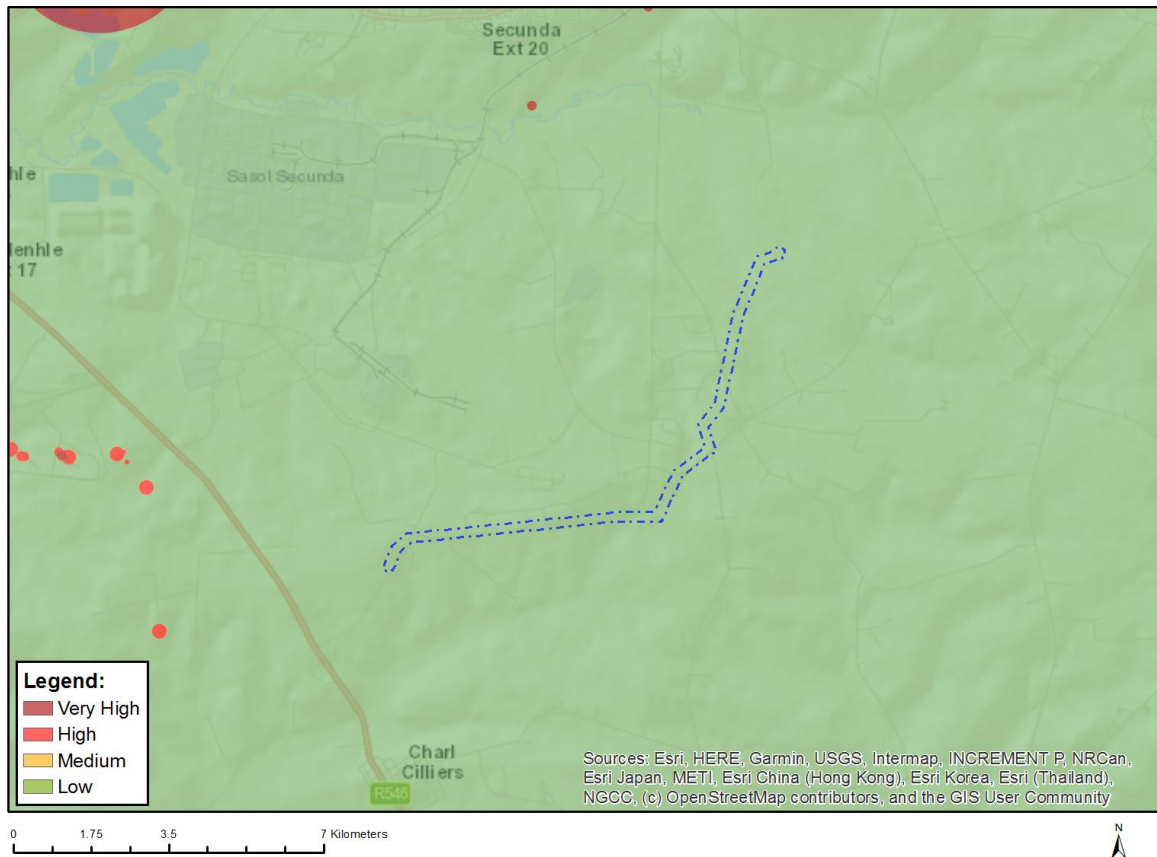 Secunda
Ext 20
hle
Sasol Secunda
lenhle
17
Charl
Cilliers
R546
Legend:
Very High
High
Medium
Low
Sources: Esri, HERE, Garmin, USGS, Intermap, INCREMENT P, NRCan,
Esri Japan, METI, Esri China (Hong Kong), Esri Korea, Esri (Thailand),
NGCC, (c) OpenStreetMap contributors, and the GIS User Community
0 1.75 3.5 7 Kilometers
N